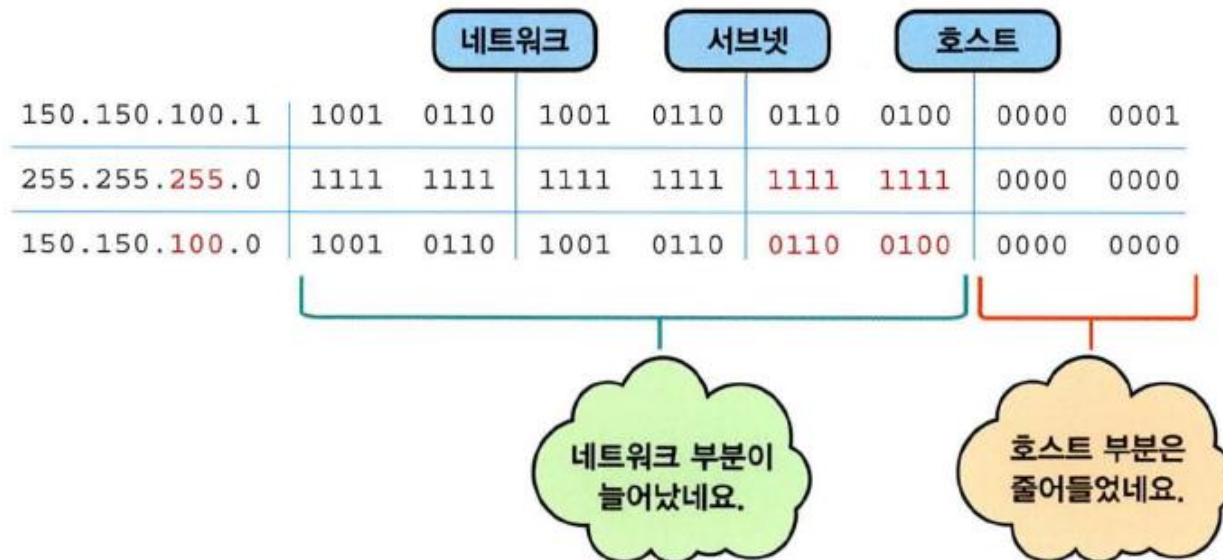 네트워크 서브넷 호스트
150.150.100.1 1001 0110 1001 0110 0110 0100 0000 0001
255.255.255.0 1111 1111 1111 1111 1111 1111 0000 0000
150.150.100.0 1001 0110 1001 0110 0110 0100 0000 0000
네트워크 부분이
늘어났네요.
호스트 부분은
줄어들었네요.